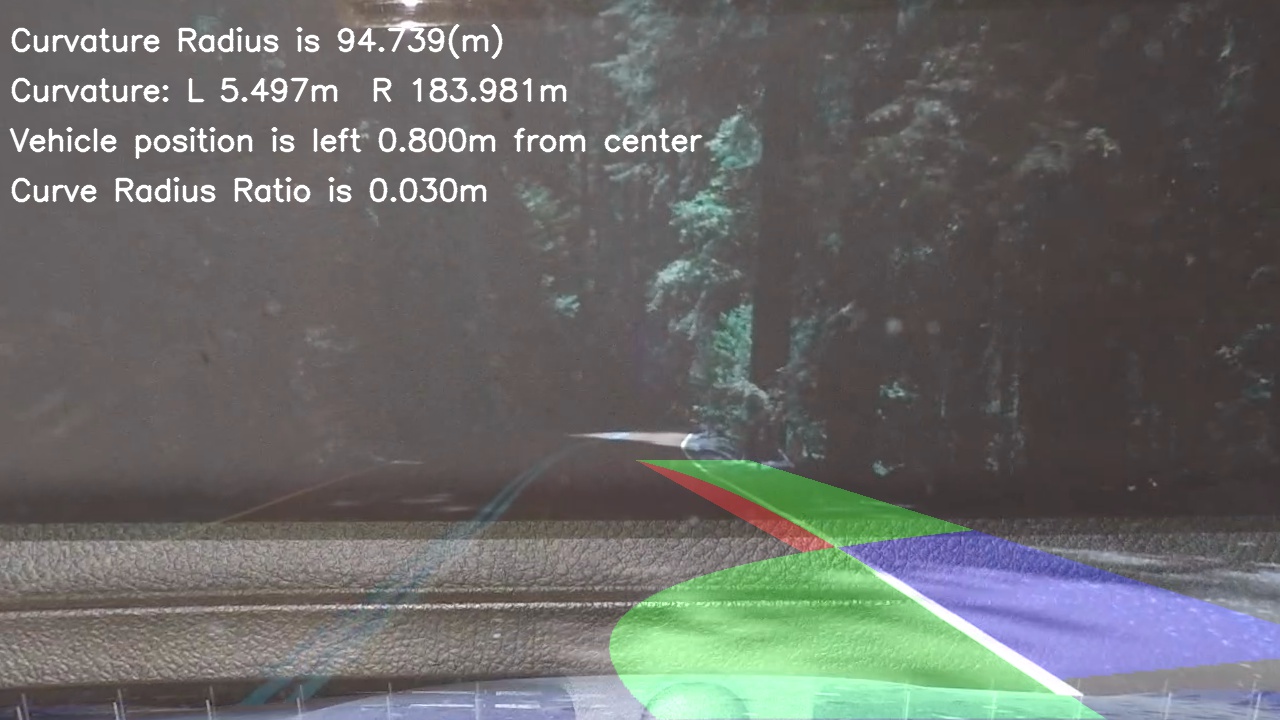 Curvature Radius is 94.739(m)
Curvature: L 5.497m R 183.981m
Vehicle position is left 0.800m from center
Curve Radius Ratio is 0.030m